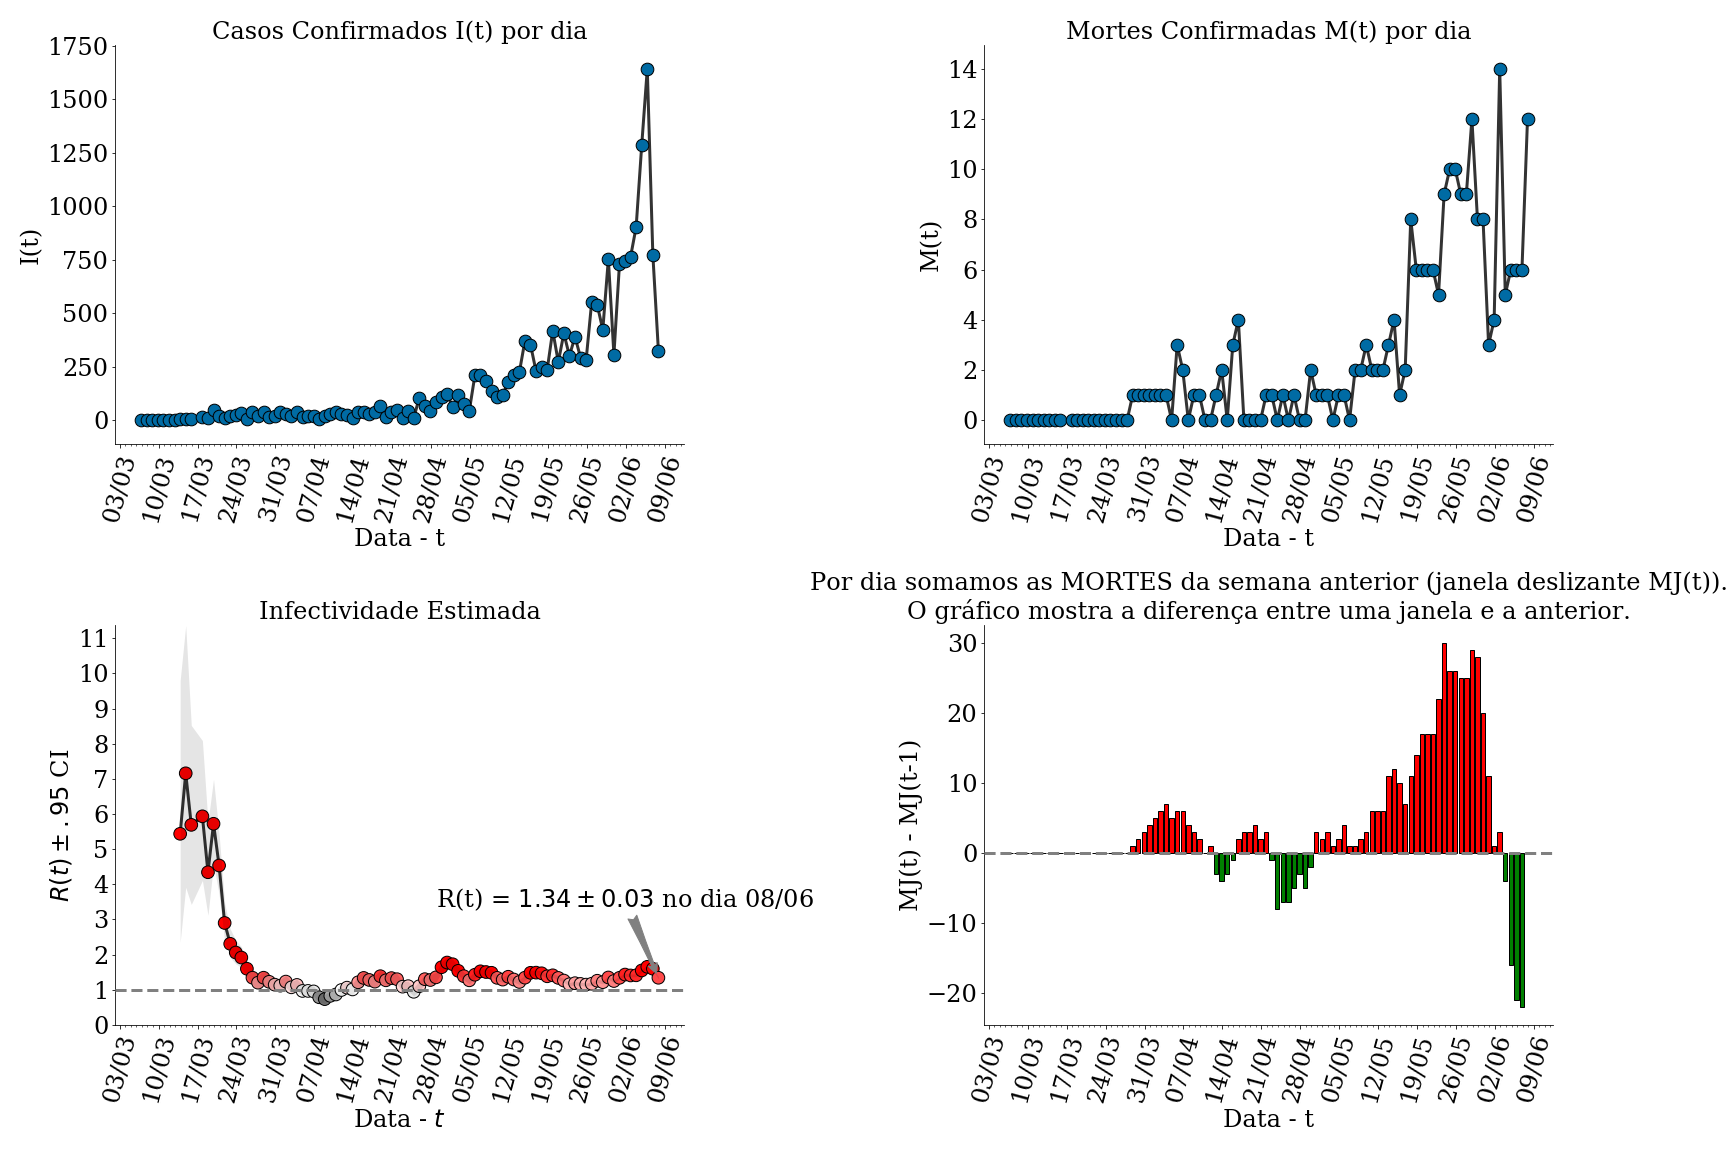 Casos Confirmados I(t) por dia
1750
1500
1250
1000
750
500
250
0
I(t)
03/03 10/03 17/03 24/03 31/03 07/04 14/04 21/04 28/04 05/05 12/05 19/05 26/05 02/06 09/06
Data - t
Mortes Confirmadas M(t) por dia
14
12
10
8
6
4
2
0
M(t)
03/03 10/03 17/03 24/03 31/03 07/04 14/04 21/04 28/04 05/05 12/05 19/05 26/05 02/06 09/06
Data - t
Infectividade Estimada
11
10
9
8
7
6
5
4
3
2
1
0
R(t) ± .95 CI
R(t) = 1.34 ± 0.03 no dia 08/06
03/03 10/03 17/03 24/03 31/03 07/04 14/04 21/04 28/04 05/05 12/05 19/05 26/05 02/06 09/06
Data - t
Por dia somamos as MORTES da semana anterior (janela deslizante MJ(t)).
O gráfico mostra a diferença entre uma janela e a anterior.
30
20
10
0
−10
−20
MJ(t) - MJ(t-1)
03/03 10/03 17/03 24/03 31/03 07/04 14/04 21/04 28/04 05/05 12/05 19/05 26/05 02/06 09/06
Data - t